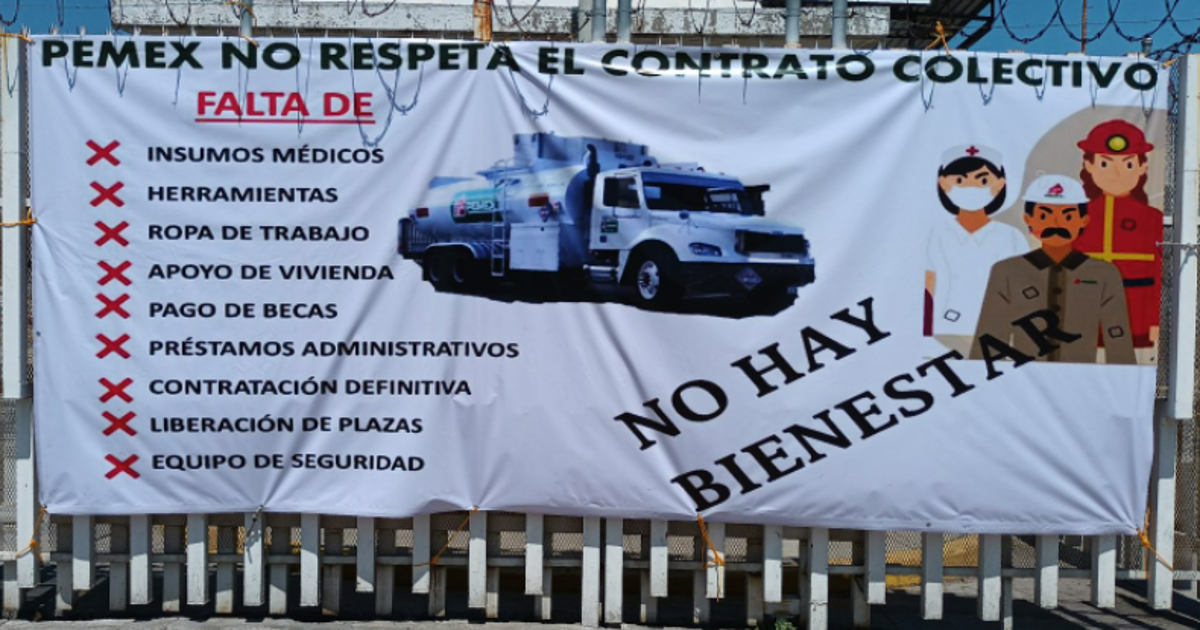 PEMEX NO RESPETA EL CONTRATO COLECTIVO
FALTA DE
INSUMOS MÉDICOS
HERRAMIENTAS
ROPA DE TRABAJO
APOYO DE VIVIENDA
PAGO DE BECAS
PRÉSTAMOS ADMINISTRATIVOS
CONTRATACIÓN DEFINITIVA
LIBERACIÓN DE PLAZAS
EQUIPO DE SEGURIDAD
NO HAY
BIENESTAR